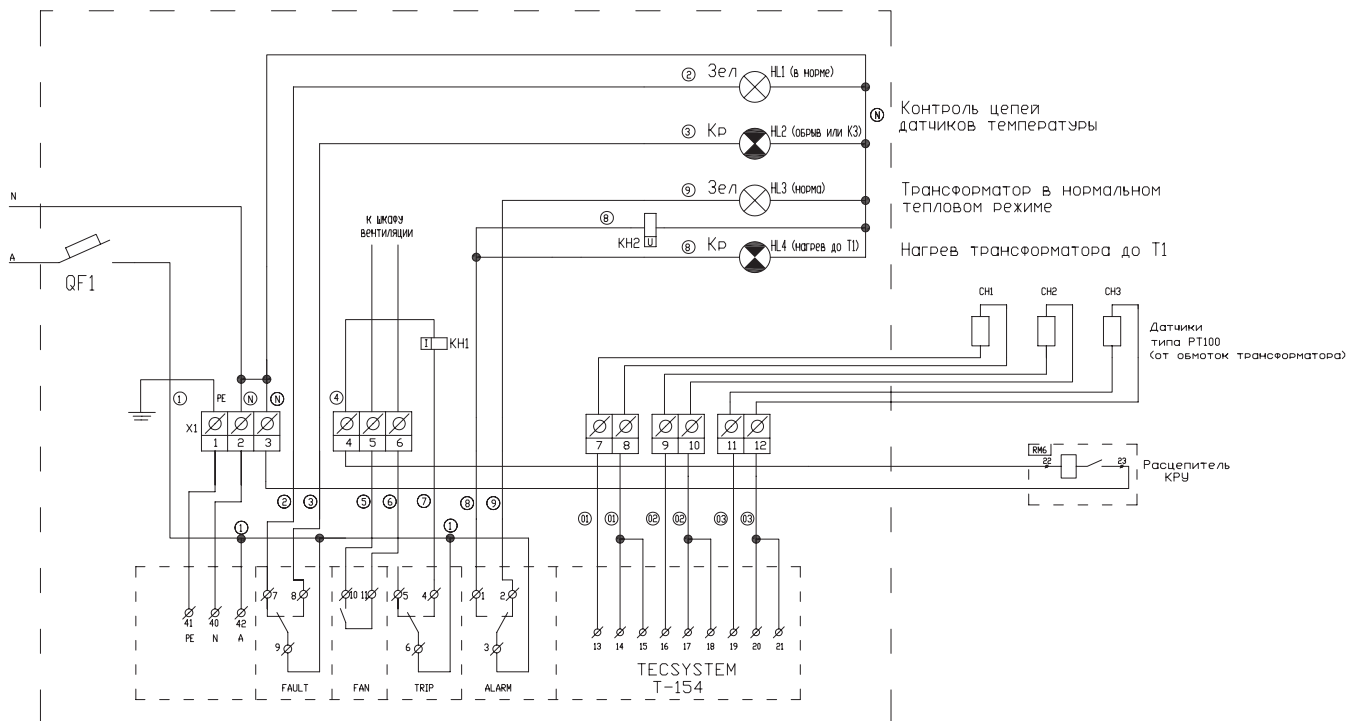 2 Зел HL1 (в норме)
N
Контроль цепей
датчиков температуры
3 Кр HL2 (обрыв или КЗ)
9 Зел HL3 (норма)
Трансформатор в нормальном
тепловом режиме
N
к шкафу
вентиляции
8
КН2 U
8 Кр HL4 (нагрев до Т1)
Нагрев трансформатора до Т1
A
QF1
CH1 CH2 CH3
Датчики
типа PT100
(от обмоток трансформатора)
I КН1
1 PE N N 4
X1
1 2 3 4 5 6 7 8 9 10 11 12
RM6
22 23
Расцепитель
КРУ
2 3 5 6 7 8 9
01 01 02 02 03 03
1 1
7 8 10 11 5 4 1 2
41 40 42
PE N A
9 6 3
13 14 15 16 17 18 19 20 21
TECSYSTEM
T-154
FAULT FAN TRIP ALARM